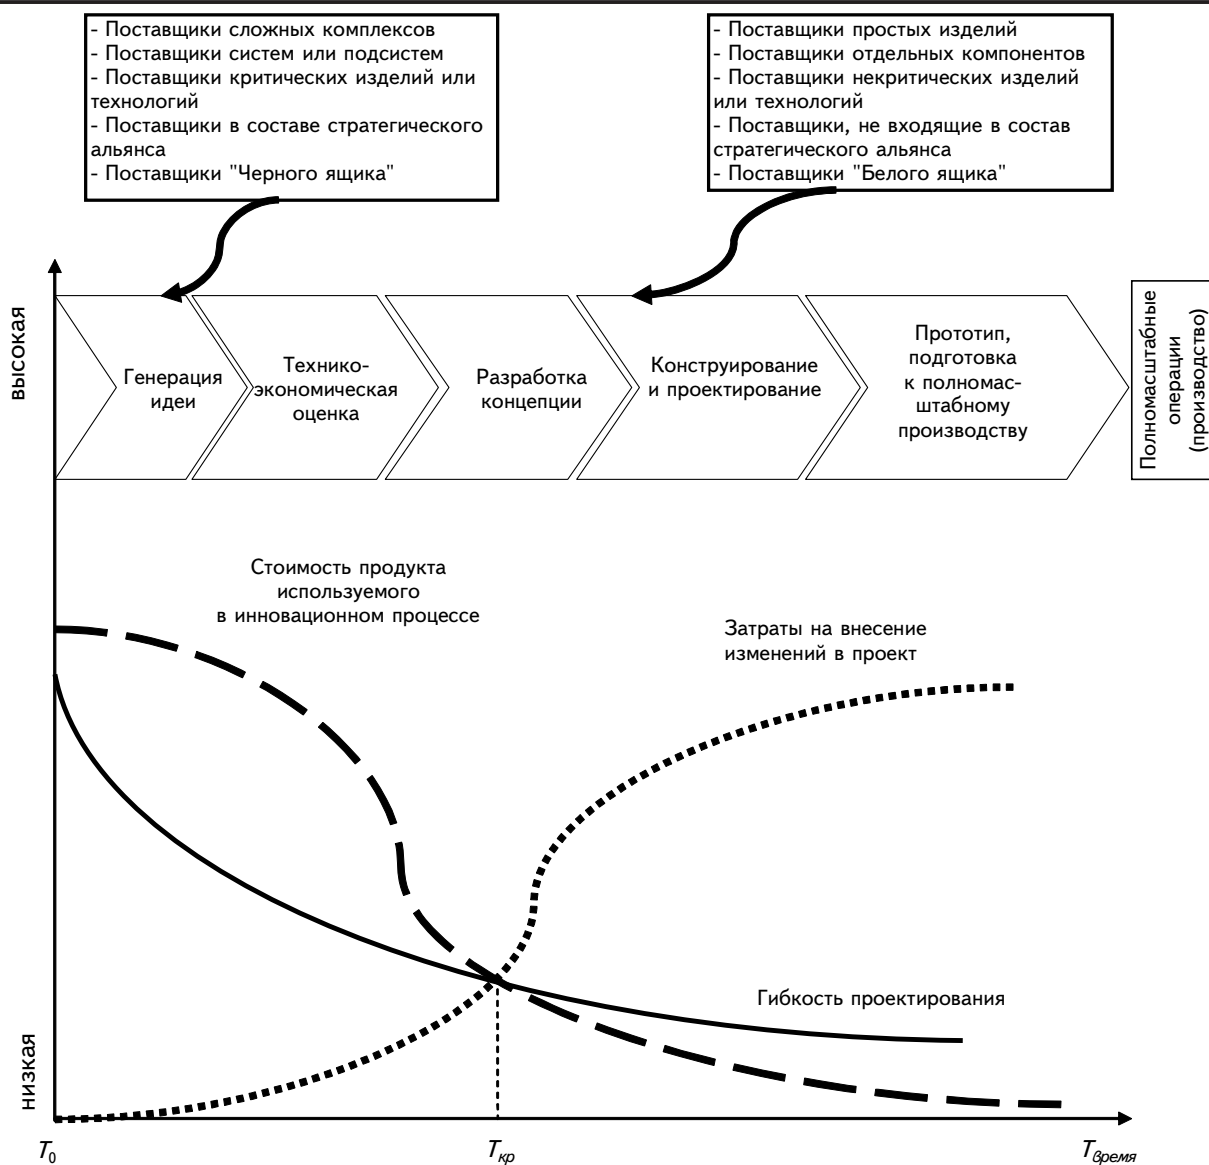 - Поставщики сложных комплексов
- Поставщики систем или подсистем
- Поставщики критических изделий или
технологий
- Поставщики в составе стратегического
альянса
- Поставщики "Черного ящика"
- Поставщики простых изделий
- Поставщики отдельных компонентов
- Поставщики некритических изделий
или технологий
- Поставщики, не входящие в состав
стратегического альянса
- Поставщики "Белого ящика"
высокая
Генерация
идеи
Технико-
экономическая
оценка
Разработка
концепции
Конструирование
и проектирование
Прототип,
подготовка
к полномас-
штабному
производству
Полномасштабные
операции
(производство)
Стоимость продукта
используемого
в инновационном процессе
Затраты на внесение
изменений в проект
Гибкость проектирования
низкая
T0
Tкр
Tвремя